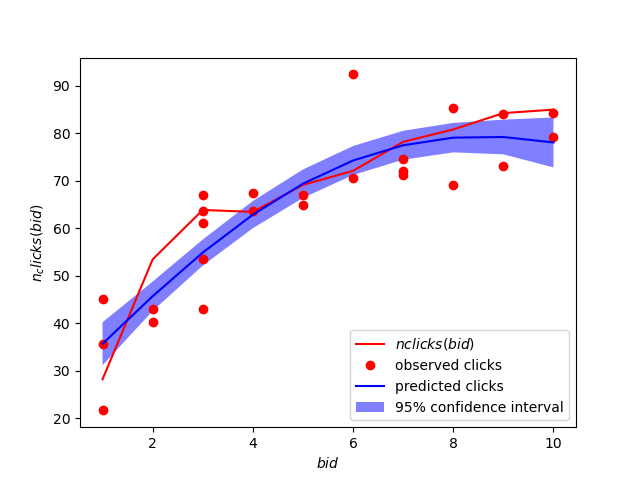 90
80
70
60
50
40
30
20
n_clicks(bid)
2
4
6
8
10
bid
nclicks(bid)
observed clicks
predicted clicks
95% confidence interval